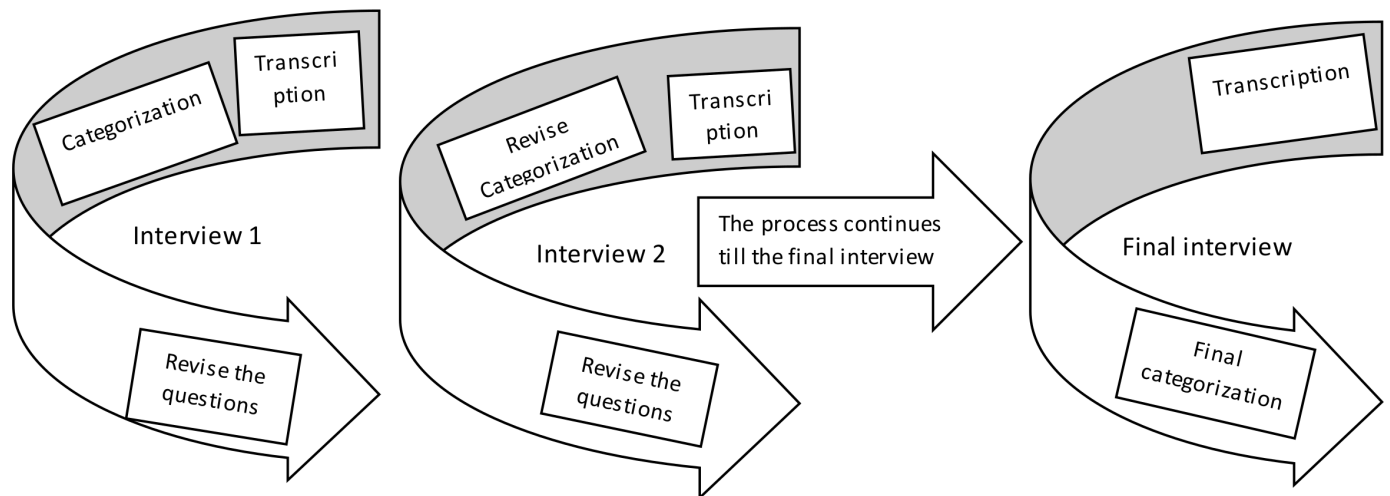 Transcri
ption
Categorization
Interview 1
Revise the
questions
Transcri
ption
Revise
Categorization
Interview 2
Revise the
questions
The process continues
till the final interview
Transcription
Final interview
Final
categorization